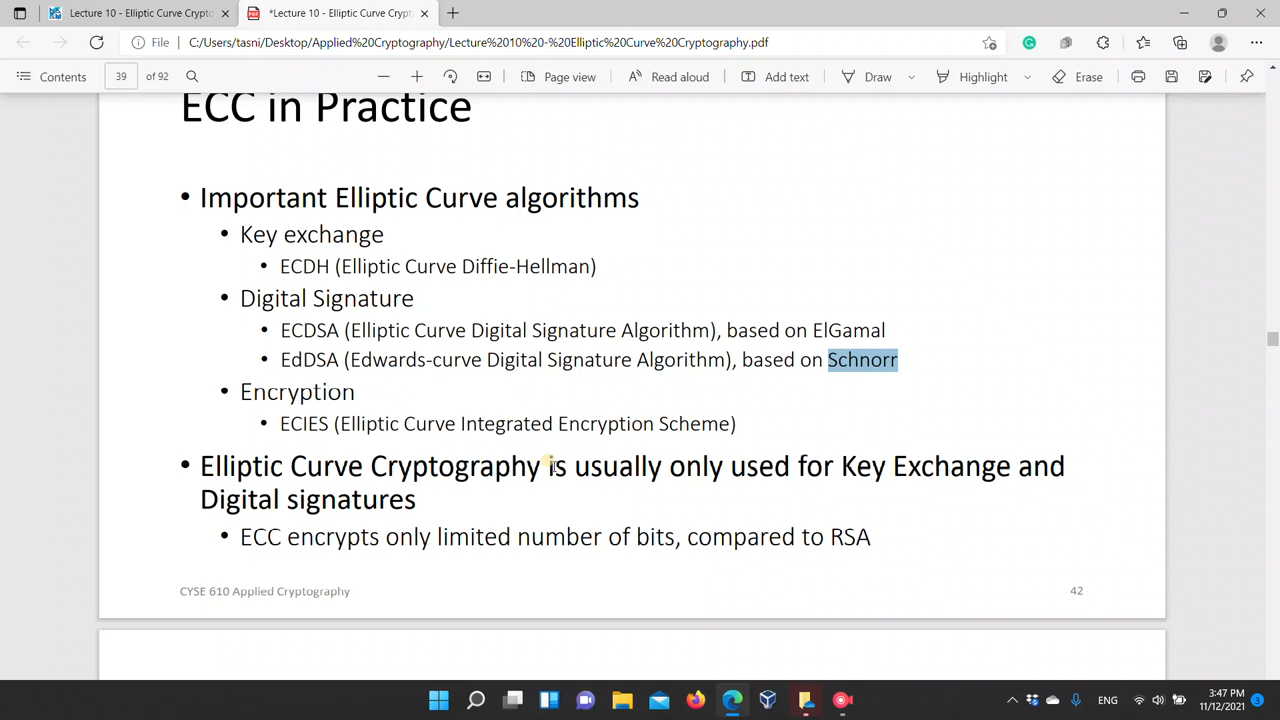 Lecture 10 - Elliptic Curve Crypto
*Lecture 10 - Elliptic Curve Cryp
File
C:/Users/tasni/Desktop/Applied%20Cryptography/Lecture%2010%20-%20Elliptic%20Curve%20Cryptography.pdf
Contents
39
of 92
Page view
Read aloud
Add text
Draw
Highlight
Erase
ECC in Practice
• Important Elliptic Curve algorithms
• Key exchange
• ECDH (Elliptic Curve Diffie-Hellman)
• Digital Signature
• ECDSA (Elliptic Curve Digital Signature Algorithm), based on ElGamal
• EdDSA (Edwards-curve Digital Signature Algorithm), based on Schnorr
• Encryption
• ECIES (Elliptic Curve Integrated Encryption Scheme)
• Elliptic Curve Cryptography is usually only used for Key Exchange and
Digital signatures
• ECC encrypts only limited number of bits, compared to RSA
CYSE 610 Applied Cryptography
42
ENG
3:47 PM
11/12/2021